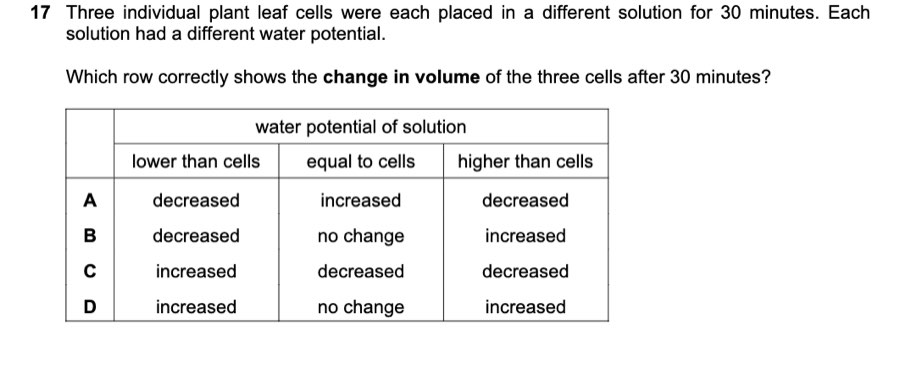 17 Three individual plant leaf cells were each placed in a different solution for 30 minutes. Each
solution had a different water potential.
Which row correctly shows the change in volume of the three cells after 30 minutes?
water potential of solution
lower than cells equal to cells higher than cells
A decreased increased decreased
B decreased no change increased
C increased decreased decreased
D increased no change increased